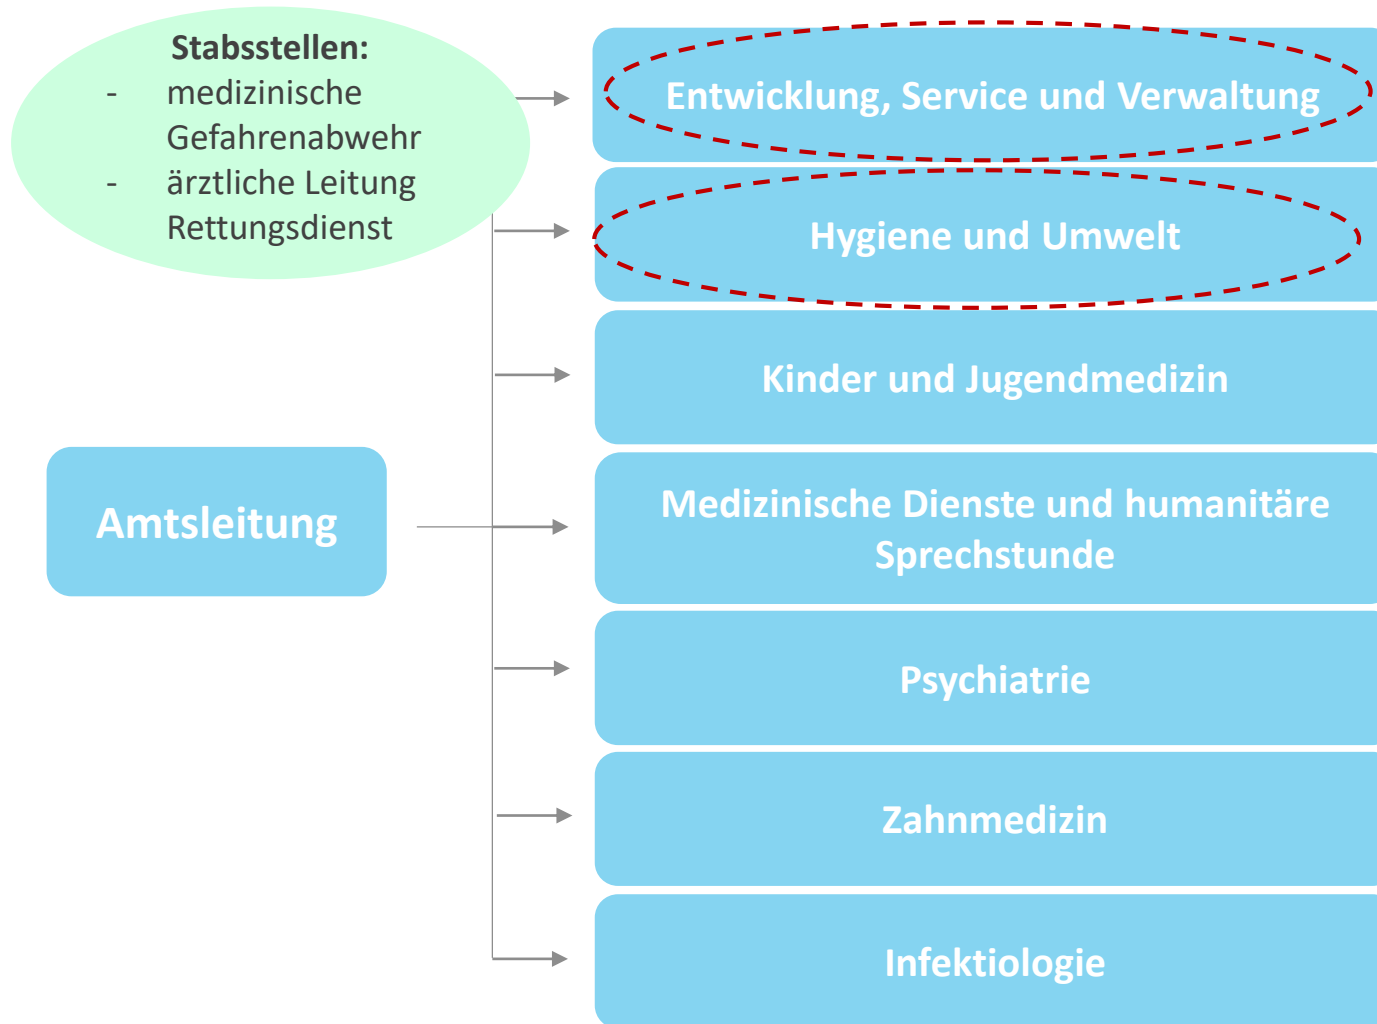 Stabsstellen:
- medizinische
Gefahrenabwehr
- ärztliche Leitung
Rettungsdienst
Amtsleitung
Entwicklung, Service und Verwaltung
Hygiene und Umwelt
Kinder und Jugendmedizin
Medizinische Dienste und humanitäre
Sprechstunde
Psychiatrie
Zahnmedizin
Infektiologie